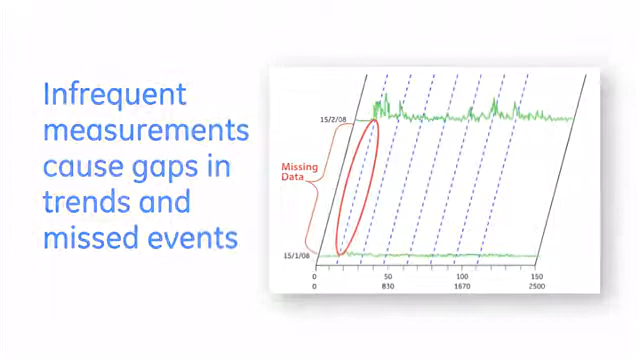 Infrequent
measurements
cause gaps in
trends and
missed events
15/2/08
Missing
Data
15/1/08
0 50 100 150
0 830 1670 2500